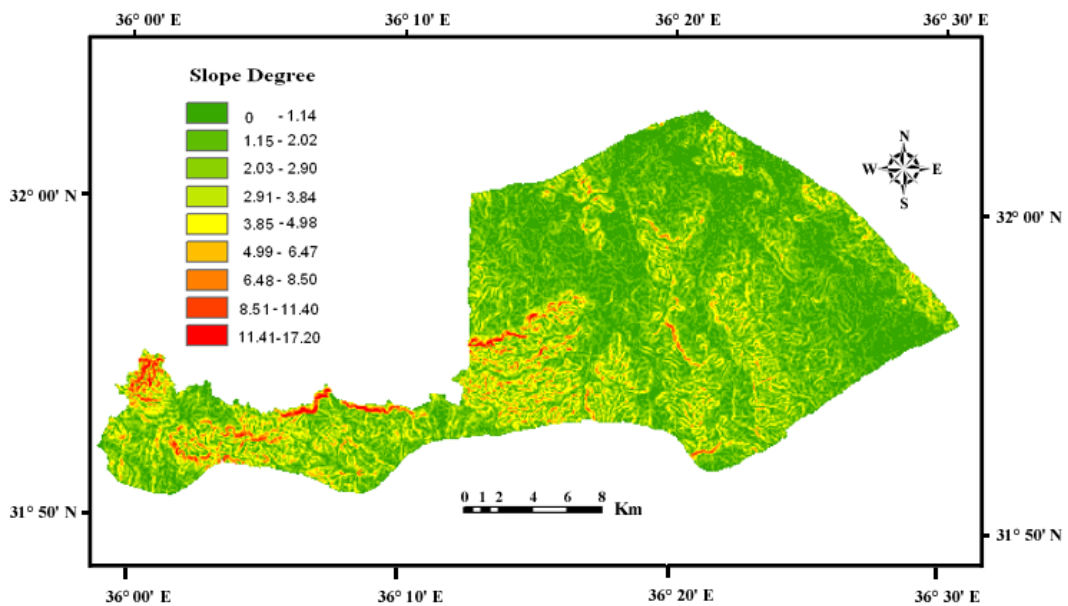 36° 00' E 36° 10' E 36° 20' E 36° 30' E
Slope Degree
0 - 1.14
1.15 - 2.02
2.03 - 2.90
2.91 - 3.84
3.85 - 4.98
4.99 - 6.47
6.48 - 8.50
8.51 - 11.40
11.41-17.20
N
W E
S
32° 00' N 32° 00' N
0 1 2 4 6 8
Km
31° 50' N 31° 50' N
36° 00' E 36° 10' E 36° 20' E 36° 30' E